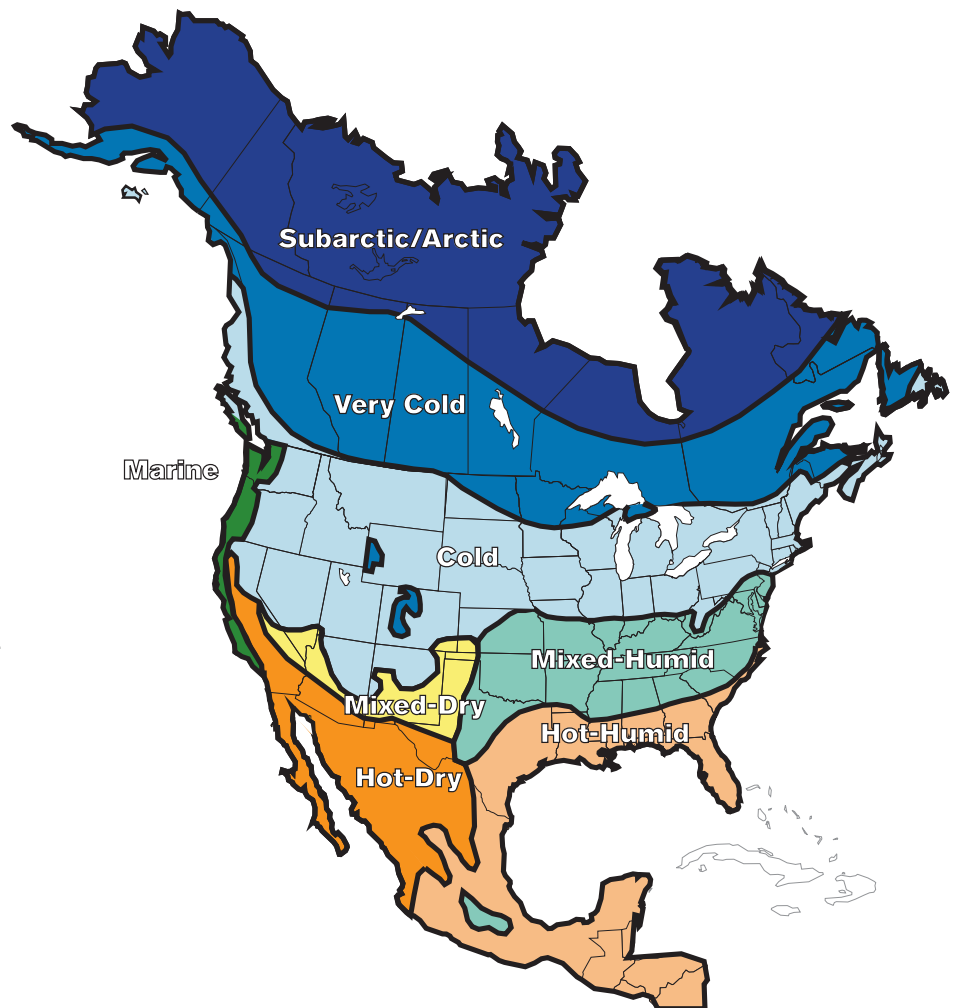 Subarctic/Arctic
Very Cold
Marine
Cold
Mixed-Humid
Mixed-Dry
Hot-Humid
Hot-Dry